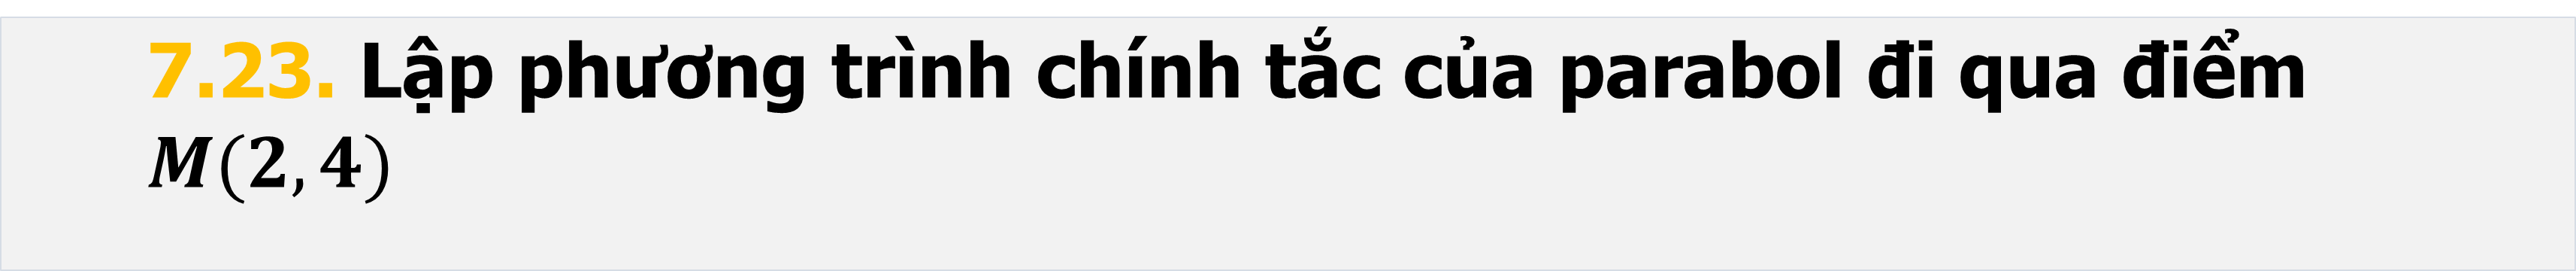 7.23. Lập phương trình chính tắc của parabol đi qua điểm
M(2, 4)